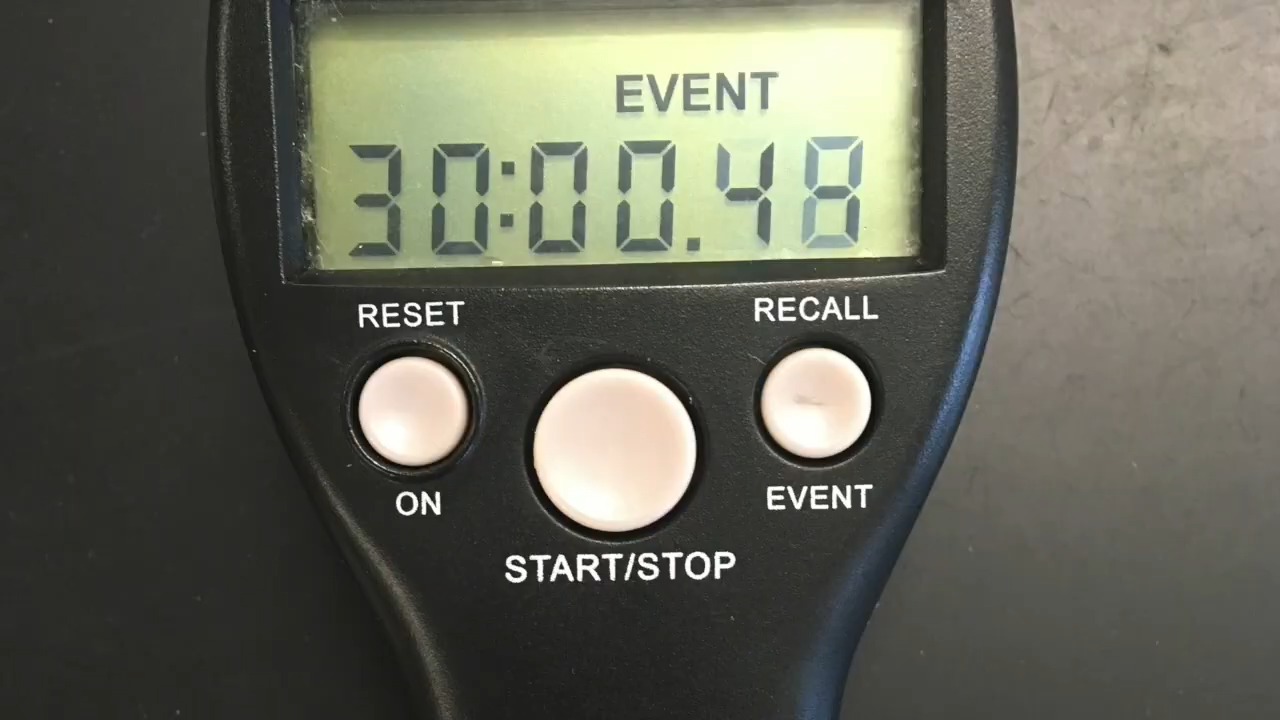 EVENT
30:00.48
RESET
RECALL
ON
EVENT
START/STOP